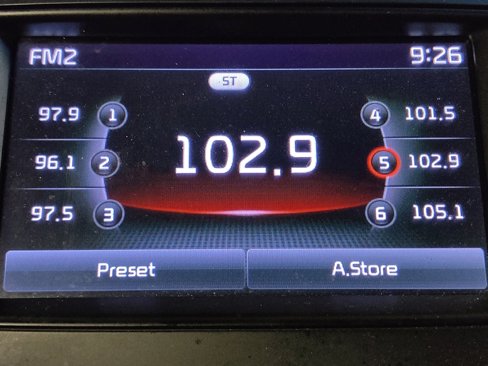 FM2 9:26
ST
97.9 1 4 101.5
102.9
96.1 2 5 102.9
97.5 3 6 105.1
Preset A.Store